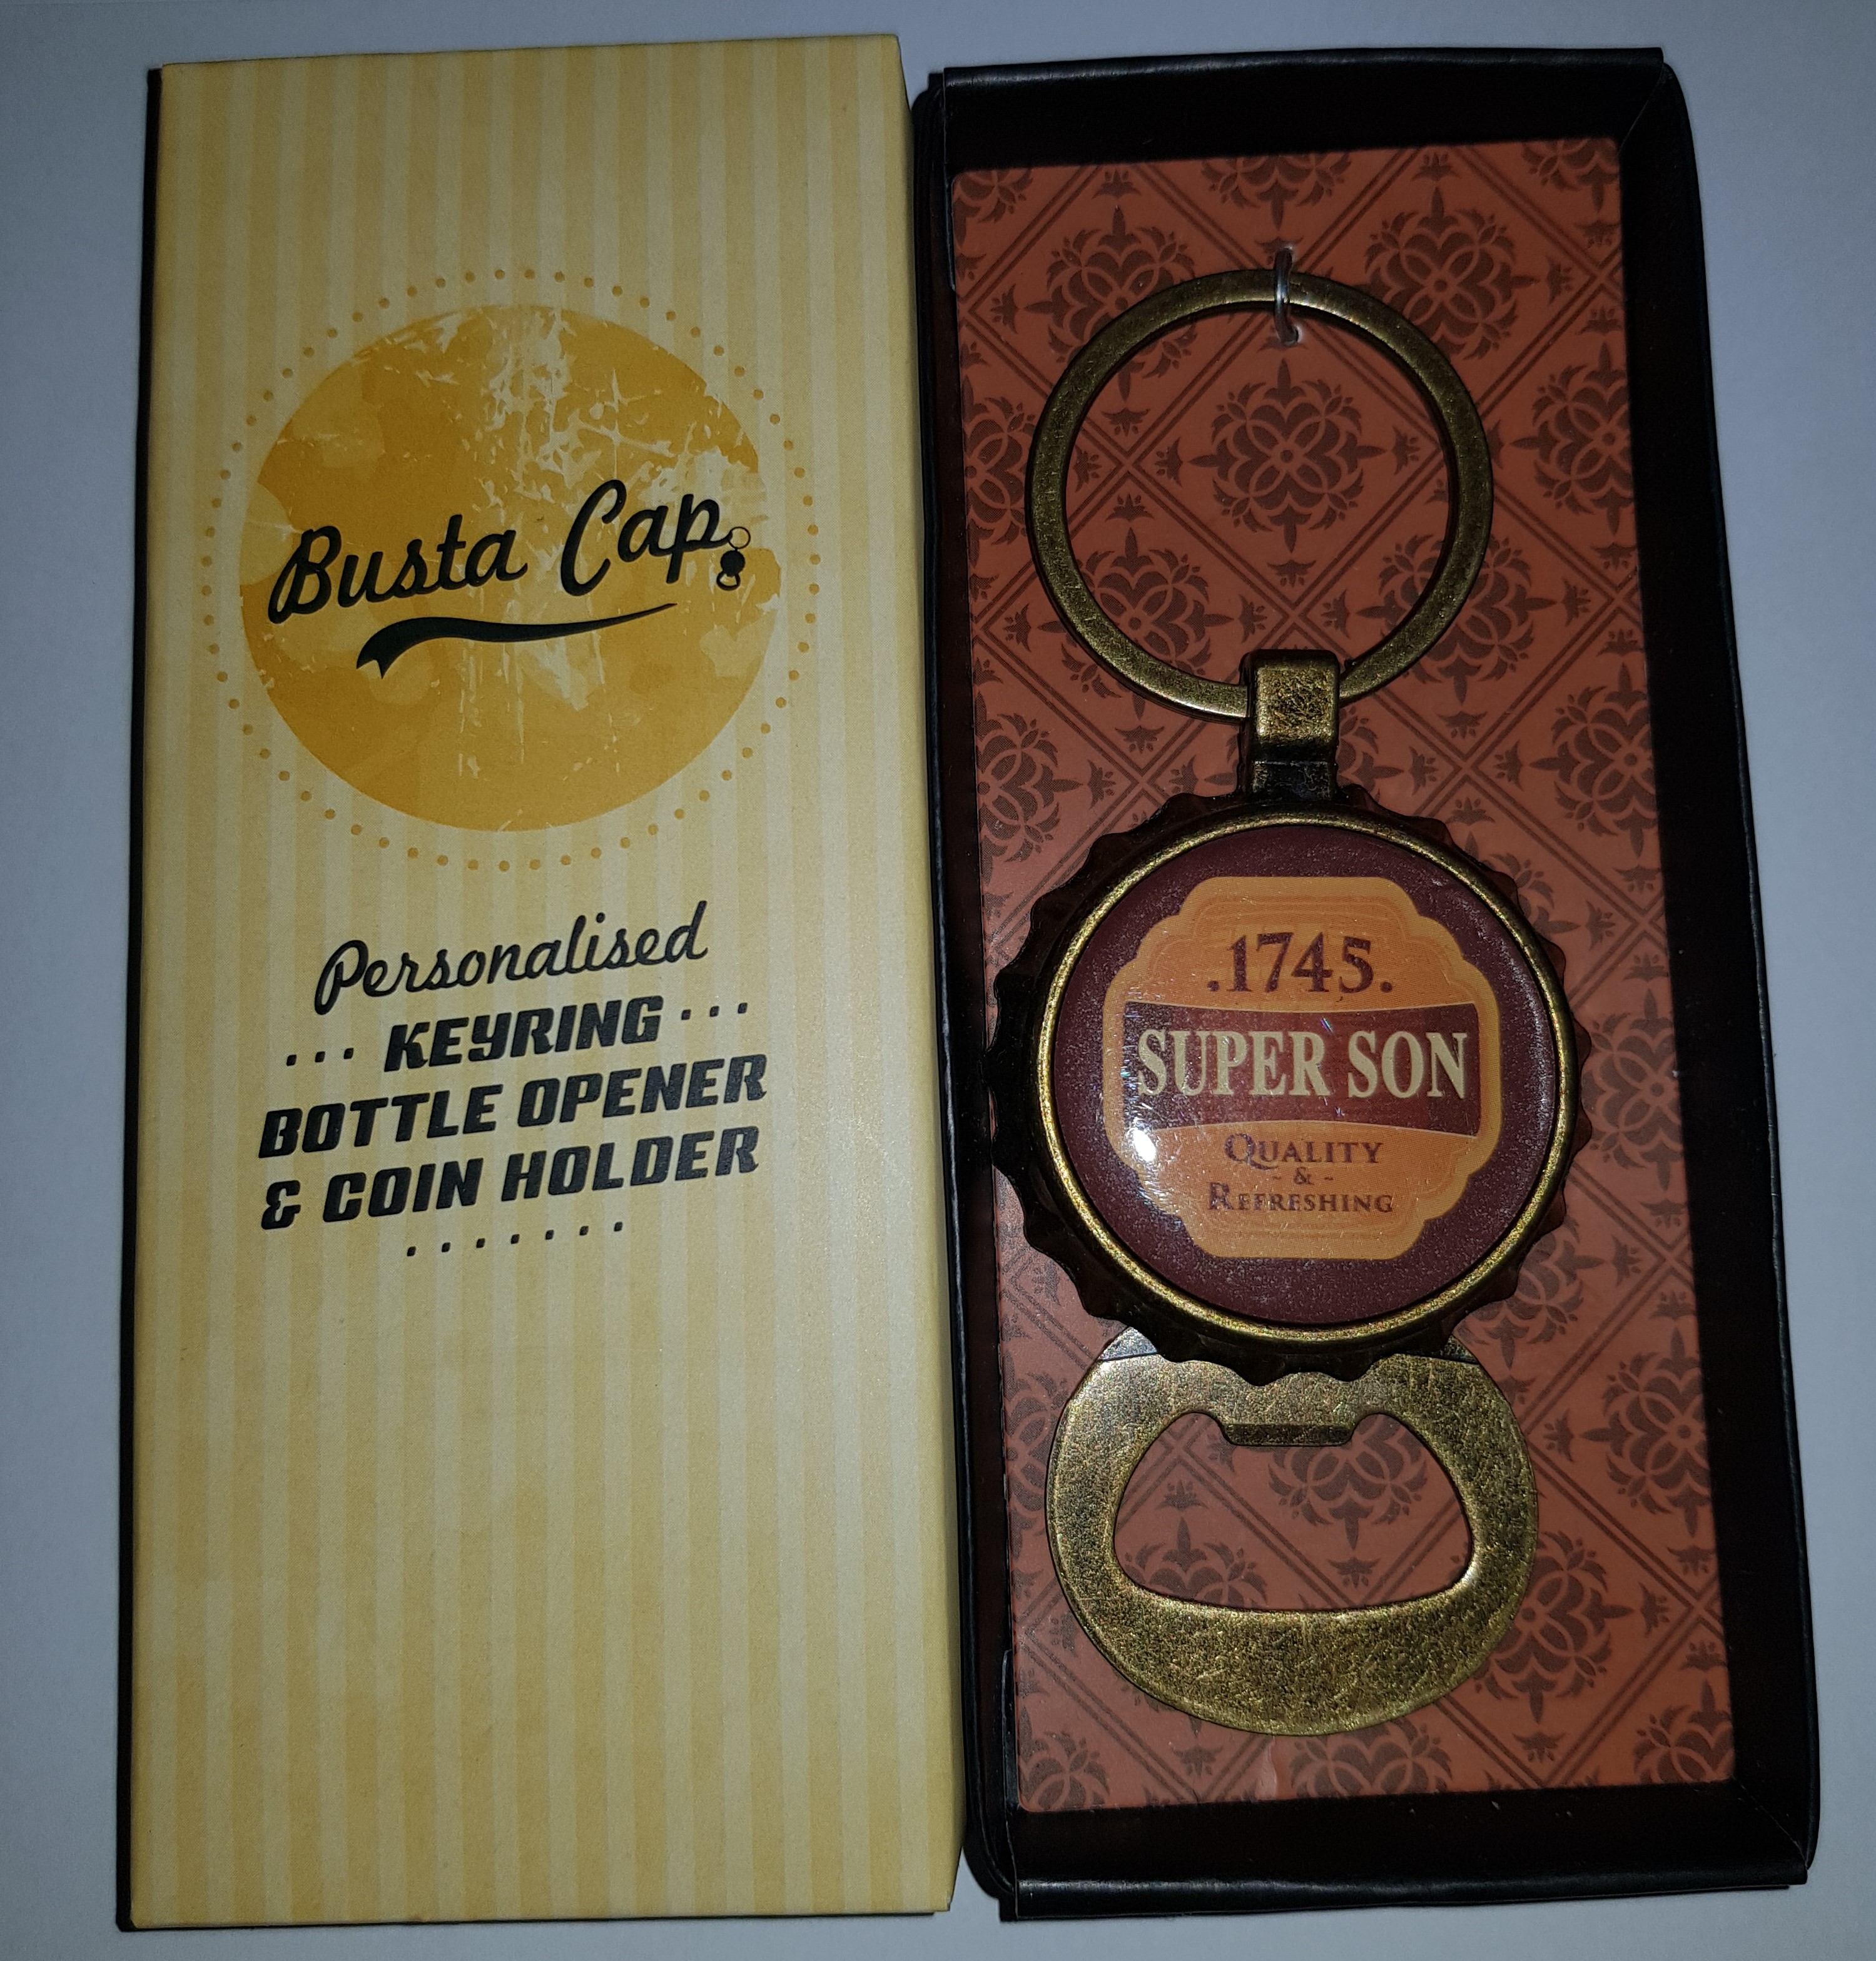 Busta Cap
Personalised
... KEYRING ...
BOTTLE OPENER
& COIN HOLDER
.......
.1745.
SUPER SON
QUALITY
- & -
REFRESHING